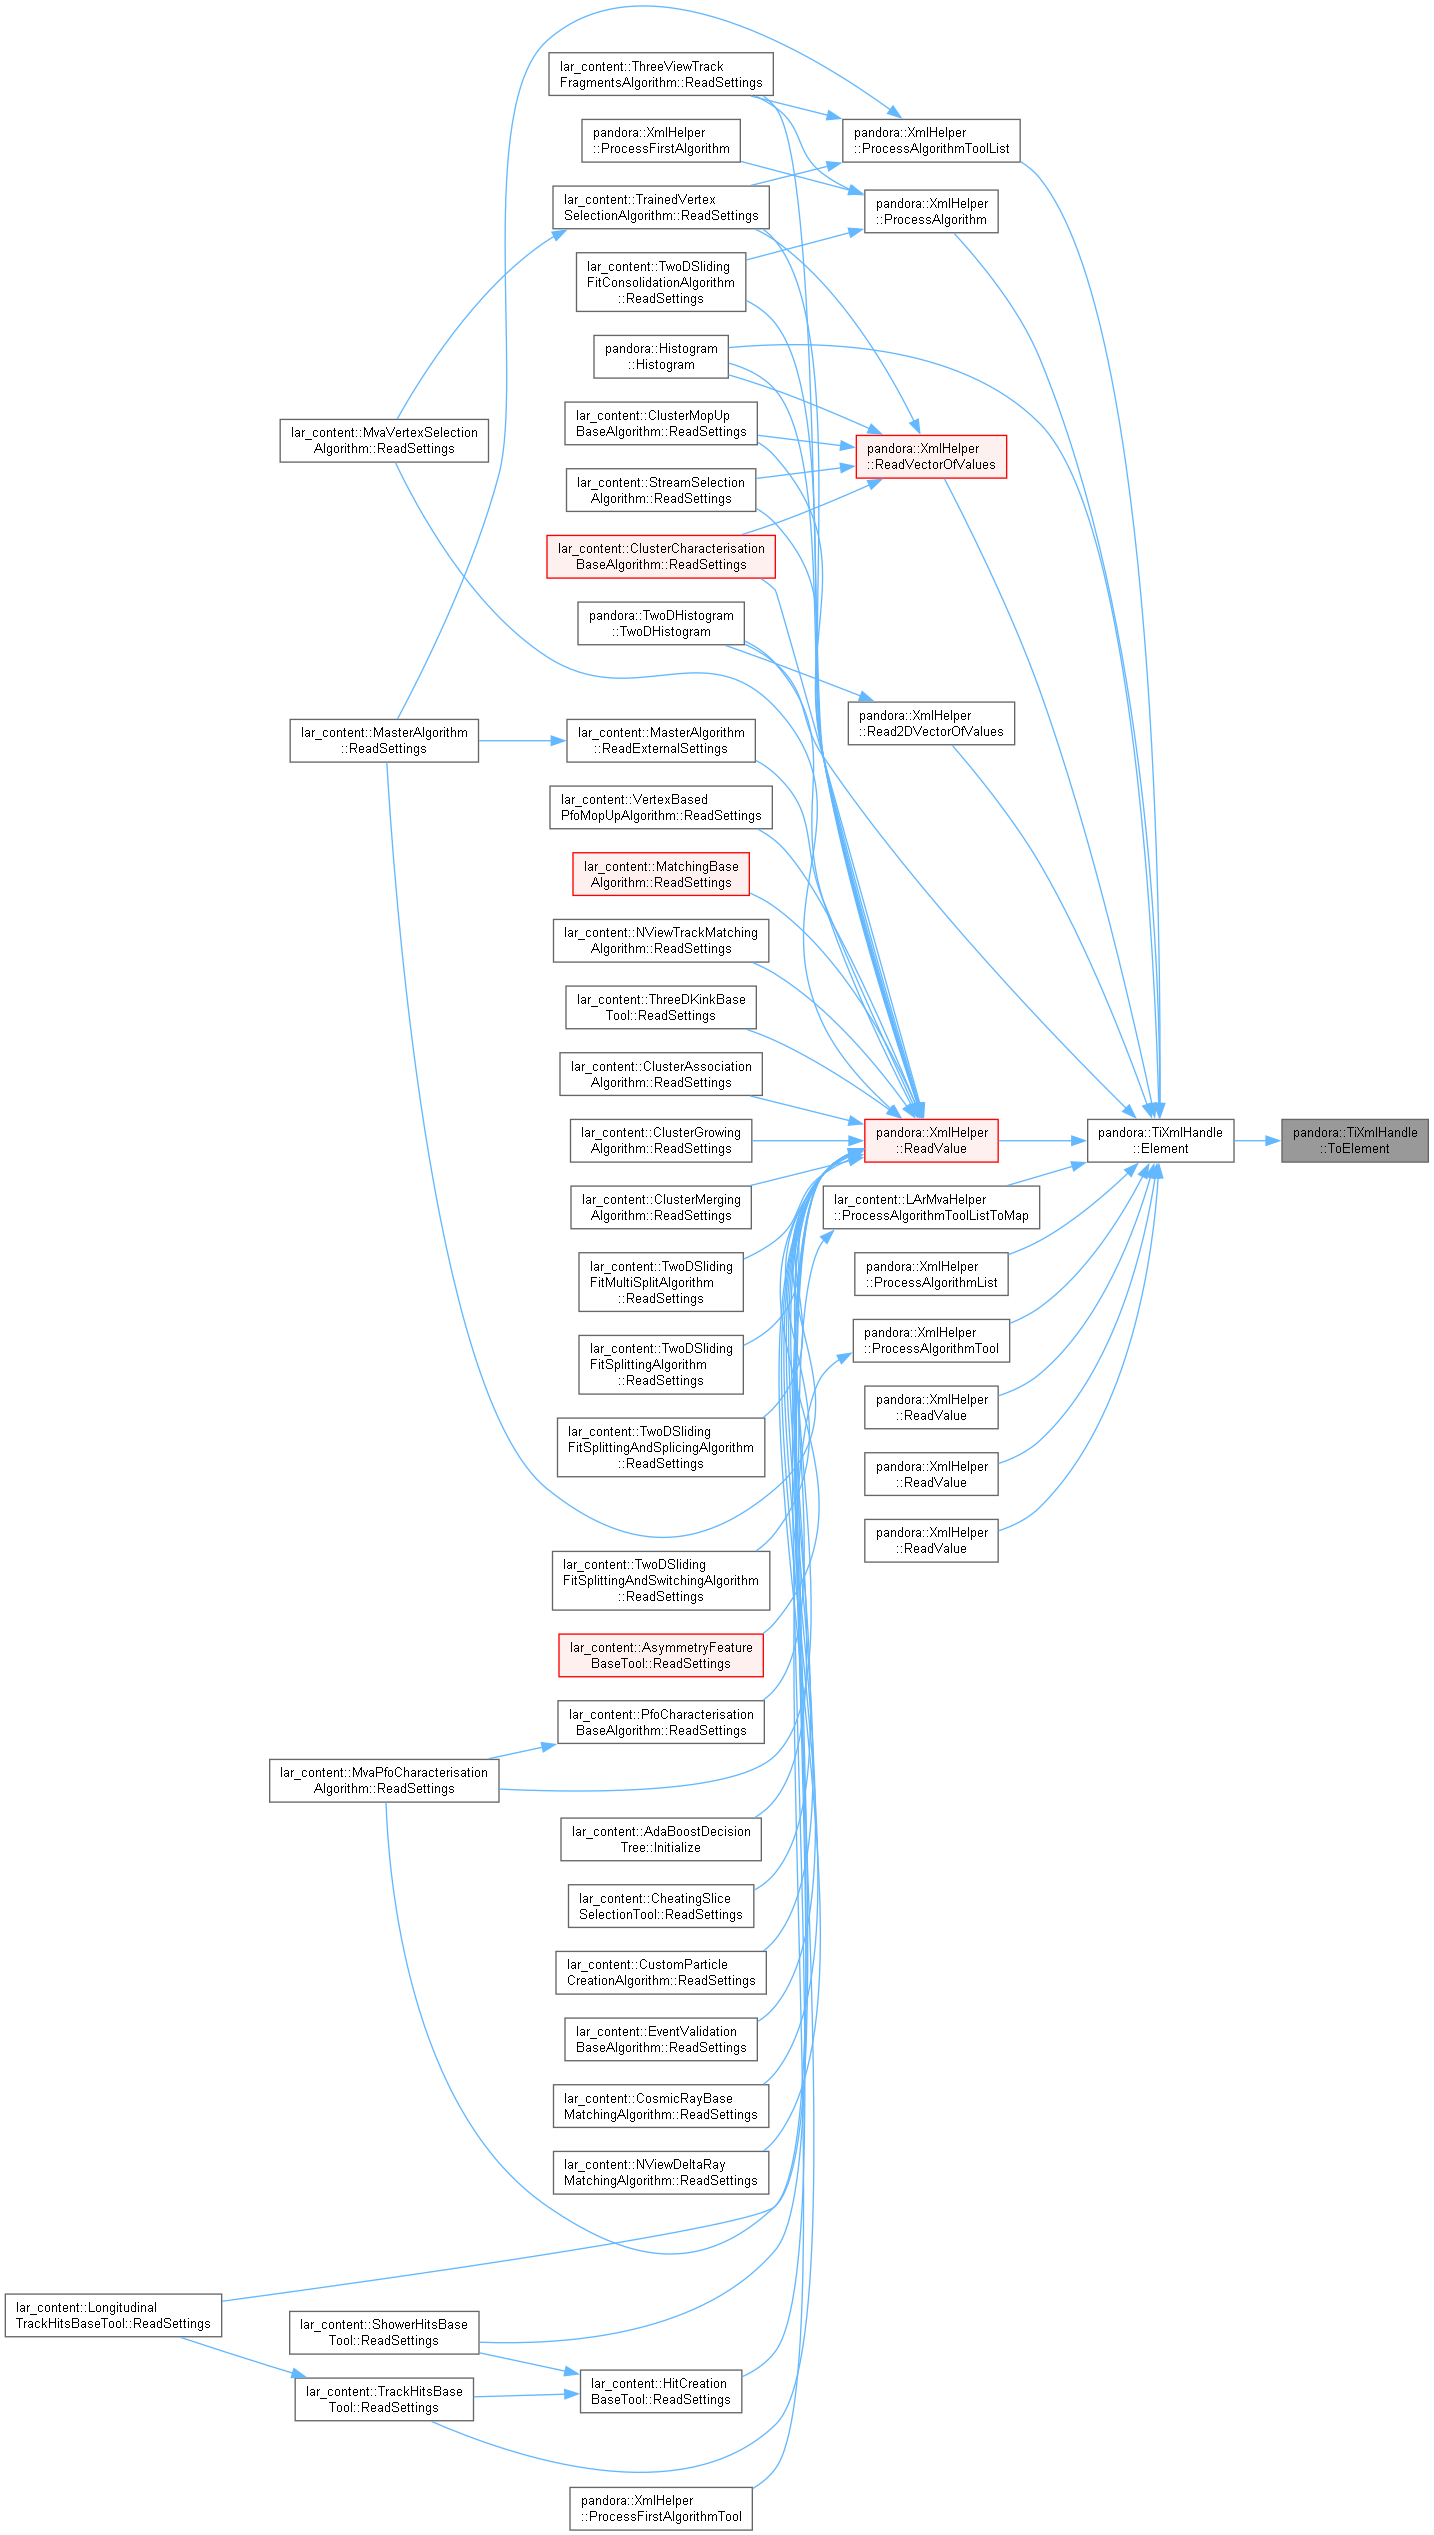 lar_content::ThreeViewTrack
FragmentsAlgorithm::ReadSettings
pandora::XmlHelper
::ProcessFirstAlgorithm
pandora::XmlHelper
::ProcessAlgorithmToolList
lar_content::TrainedVertex
SelectionAlgorithm::ReadSettings
pandora::XmlHelper
::ProcessAlgorithm
lar_content::TwoDSliding
FitConsolidationAlgorithm
::ReadSettings
pandora::Histogram
::Histogram
lar_content::ClusterMopUp
BaseAlgorithm::ReadSettings
lar_content::MvaVertexSelection
Algorithm::ReadSettings
pandora::XmlHelper
::ReadVectorOfValues
lar_content::StreamSelection
Algorithm::ReadSettings
lar_content::ClusterCharacterisation
BaseAlgorithm::ReadSettings
pandora::TwoDHistogram
::TwoDHistogram
pandora::XmlHelper
::Read2DVectorOfValues
lar_content::MasterAlgorithm
::ReadSettings
lar_content::MasterAlgorithm
::ReadExternalSettings
lar_content::VertexBased
PfoMopUpAlgorithm::ReadSettings
lar_content::MatchingBase
Algorithm::ReadSettings
lar_content::NViewTrackMatching
Algorithm::ReadSettings
lar_content::ThreeDKinkBase
Tool::ReadSettings
lar_content::ClusterAssociation
Algorithm::ReadSettings
lar_content::ClusterGrowing
Algorithm::ReadSettings
pandora::XmlHelper
::ReadValue
pandora::TiXmlHandle
::Element
pandora::TiXmlHandle
::ToElement
lar_content::ClusterMerging
Algorithm::ReadSettings
lar_content::LArMvaHelper
::ProcessAlgorithmToolListToMap
lar_content::TwoDSliding
FitMultiSplitAlgorithm
::ReadSettings
pandora::XmlHelper
::ProcessAlgorithmList
lar_content::TwoDSliding
FitSplittingAlgorithm
::ReadSettings
pandora::XmlHelper
::ProcessAlgorithmTool
pandora::XmlHelper
::ReadValue
lar_content::TwoDSliding
FitSplittingAndSplicingAlgorithm
::ReadSettings
pandora::XmlHelper
::ReadValue
pandora::XmlHelper
::ReadValue
lar_content::TwoDSliding
FitSplittingAndSwitchingAlgorithm
::ReadSettings
lar_content::AsymmetryFeature
BaseTool::ReadSettings
lar_content::PfoCharacterisation
BaseAlgorithm::ReadSettings
lar_content::MvaPfoCharacterisation
Algorithm::ReadSettings
lar_content::AdaBoostDecision
Tree::Initialize
lar_content::CheatingSlice
SelectionTool::ReadSettings
lar_content::CustomParticle
CreationAlgorithm::ReadSettings
lar_content::EventValidation
BaseAlgorithm::ReadSettings
lar_content::CosmicRayBase
MatchingAlgorithm::ReadSettings
lar_content::NViewDeltaRay
MatchingAlgorithm::ReadSettings
lar_content::Longitudinal
TrackHitsBaseTool::ReadSettings
lar_content::ShowerHitsBase
Tool::ReadSettings
lar_content::TrackHitsBase
Tool::ReadSettings
lar_content::HitCreation
BaseTool::ReadSettings
pandora::XmlHelper
::ProcessFirstAlgorithmTool